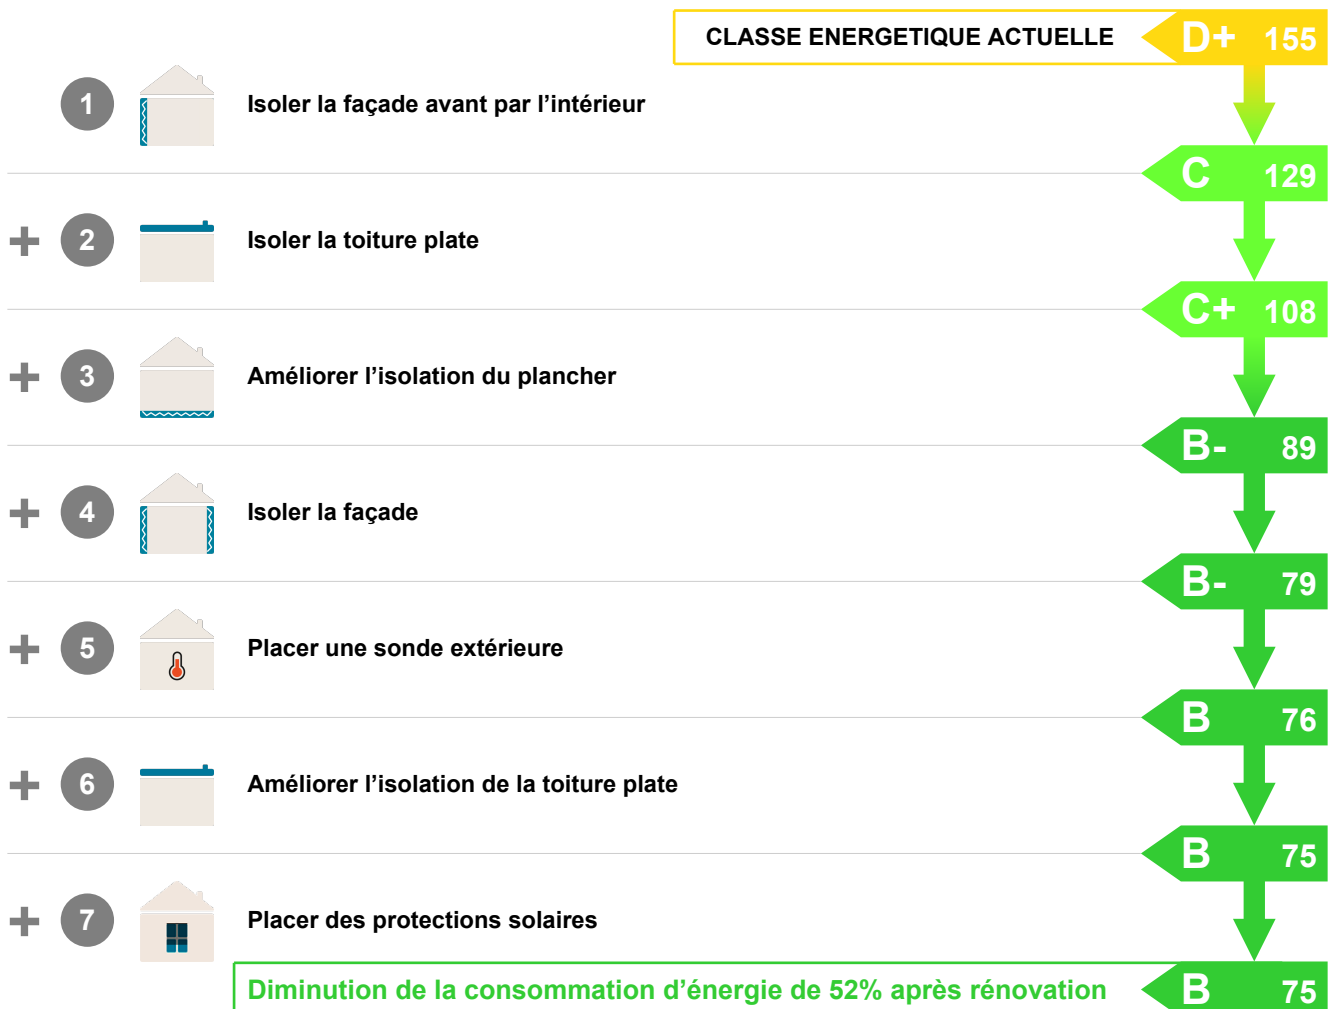 CLASSE ENERGETIQUE ACTUELLE D+ 155
1 Isoler la façade avant par l’intérieur
C 129
+ 2 Isoler la toiture plate
C+ 108
+ 3 Améliorer l’isolation du plancher
B- 89
+ 4 Isoler la façade
B- 79
+ 5 Placer une sonde extérieure
B 76
+ 6 Améliorer l’isolation de la toiture plate
B 75
+ 7 Placer des protections solaires
Diminution de la consommation d’énergie de 52% après rénovation B 75